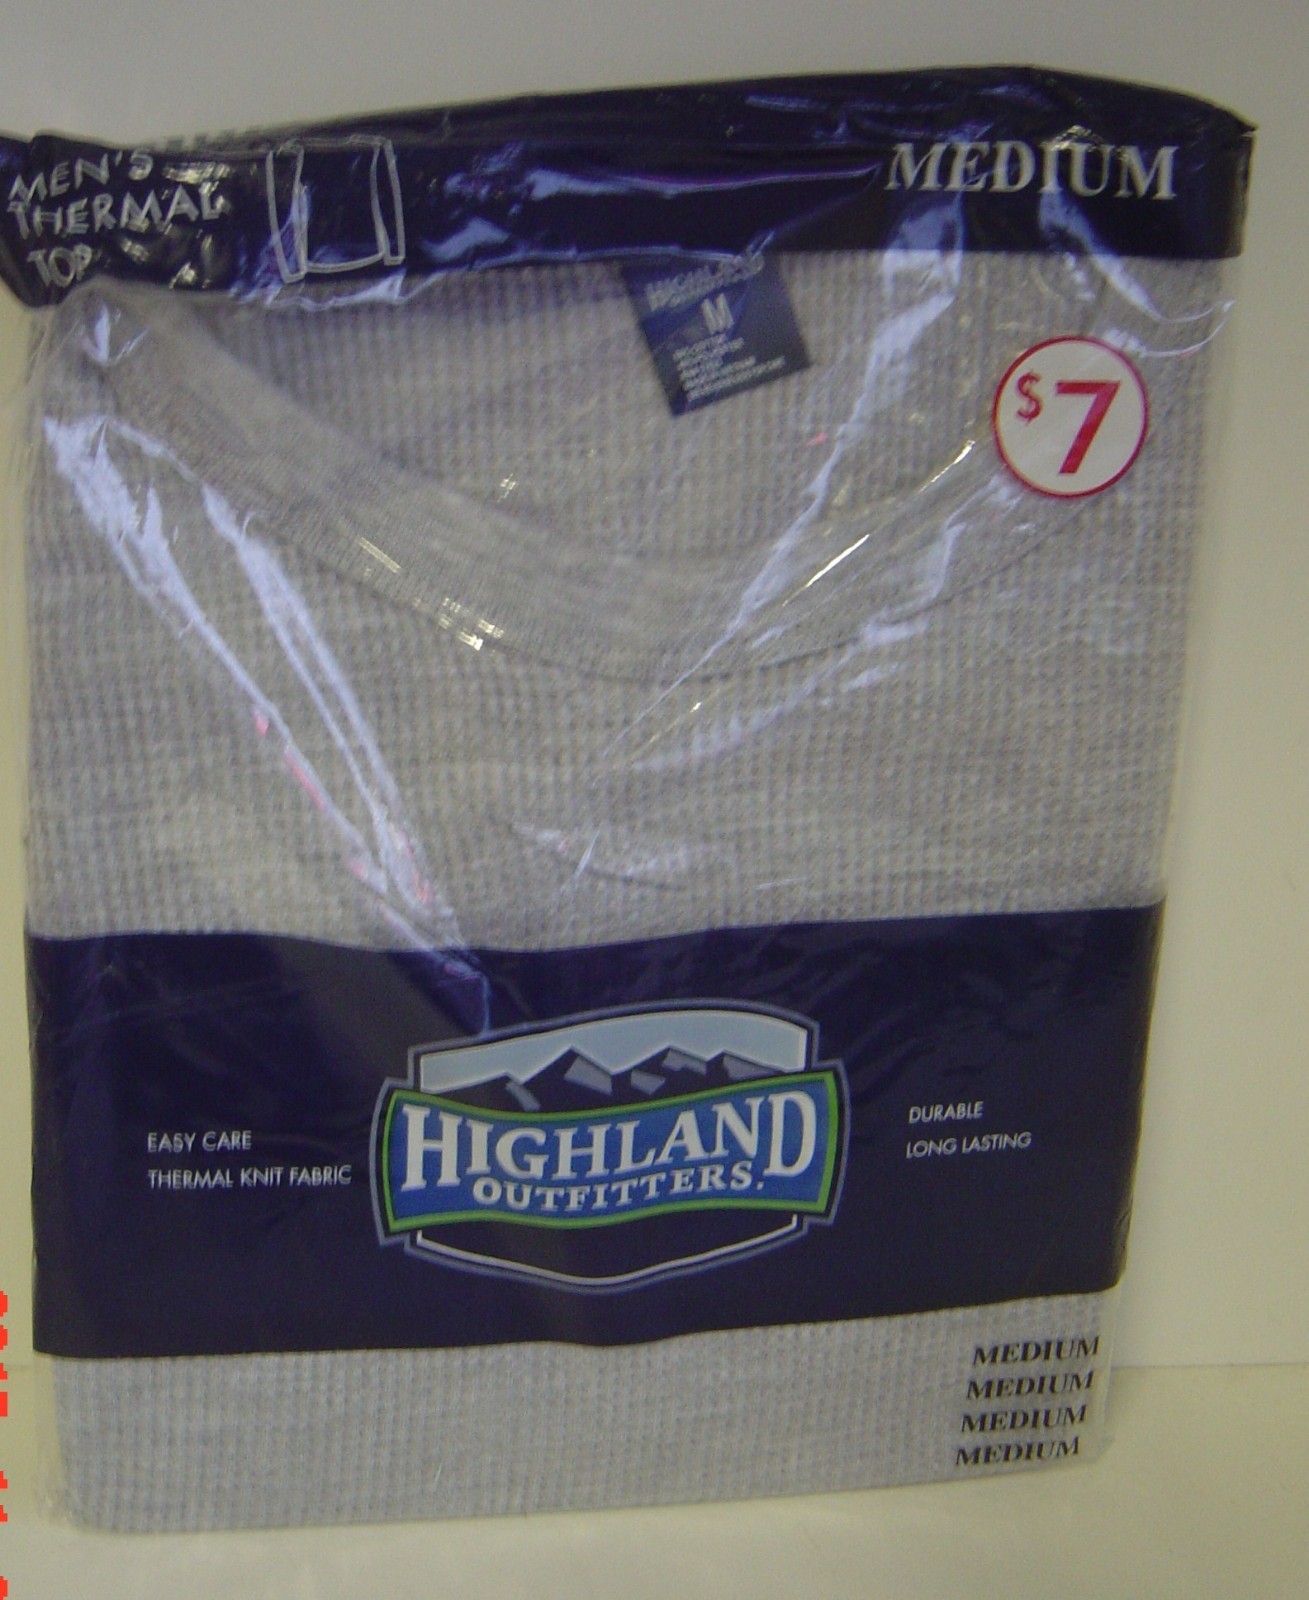 MEN'S
THERMAL
TOP
MEDIUM
HIGHLAND
M
$7
EASY CARE
THERMAL KNIT FABRIC
HIGHLAND
OUTFITTERS.
DURABLE
LONG LASTING
MEDIUM
MEDIUM
MEDIUM
MEDIUM